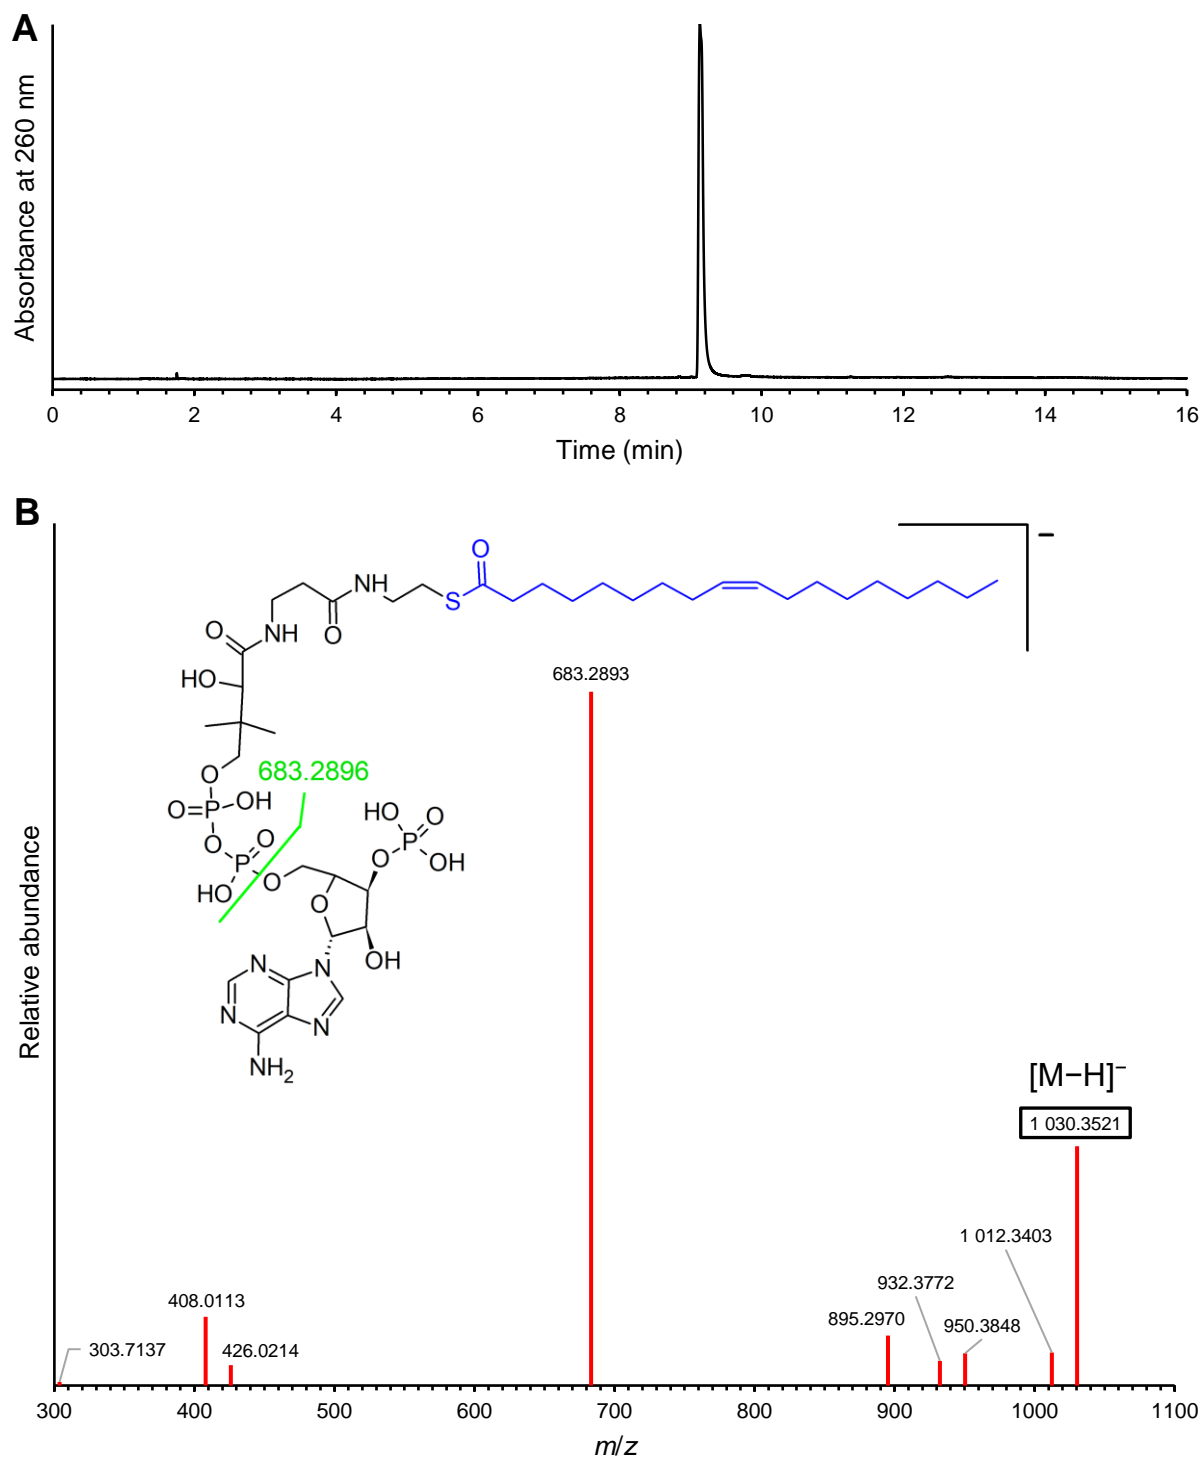 A
Absorbance at 260 nm
0 2 4 6 8 10 12 14 16
Time (min)
B
Relative abundance
O
NH
S
O
O
NH
HO
−
683.2893
O
683.2896
O=P-OH
HO
O
P
O
O
P
O
OH
HO
O
O
N
N
OH
N
N
NH2
[M−H]−
1 030.3521
1 012.3403
932.3772
950.3848
895.2970
408.0113
426.0214
303.7137
300 400 500 600 700 800 900 1000 1100
m/z